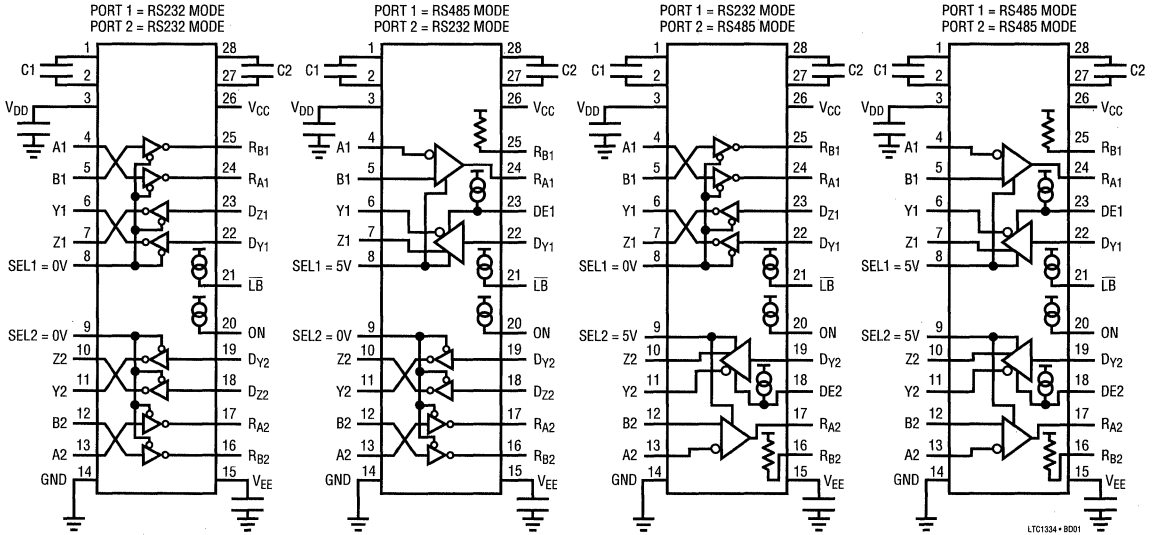 PORT 1 = RS232 MODE
PORT 2 = RS232 MODE
1 28
C1 C2
2 27
3 26
VDD VCC
4 25
A1 RB1
5 24
B1 RA1
6 23
Y1 DZ1
7 22
Z1 DY1
8
SEL1 = 0V
21
LB
20
ON
9
SEL2 = 0V
10 19
Z2 DY2
11 18
Y2 DZ2
12 17
B2 RA2
13 16
A2 RB2
14 15
GND VEE
PORT 1 = RS485 MODE
PORT 2 = RS232 MODE
1 28
C1 C2
2 27
3 26
VDD VCC
4 25
A1 RB1
5 24
B1 RA1
6 23
Y1 DE1
7 22
Z1 DY1
8
SEL1 = 5V
21
LB
20
ON
9
SEL2 = 0V
10 19
Z2 DY2
11 18
Y2 DZ2
12 17
B2 RA2
13 16
A2 RB2
14 15
GND VEE
PORT 1 = RS232 MODE
PORT 2 = RS485 MODE
1 28
C1 C2
2 27
3 26
VDD VCC
4 25
A1 RB1
5 24
B1 RA1
6 23
Y1 DZ1
7 22
Z1 DY1
8
SEL1 = 0V
21
LB
20
ON
9
SEL2 = 5V
10 19
Z2 DY2
11 18
Y2 DE2
12 17
B2 RA2
13 16
A2 RB2
14 15
GND VEE
PORT 1 = RS485 MODE
PORT 2 = RS485 MODE
1 28
C1 C2
2 27
3 26
VDD VCC
4 25
A1 RB1
5 24
B1 RA1
6 23
Y1 DE1
7 22
Z1 DY1
8
SEL1 = 5V
21
LB
20
ON
9
SEL2 = 5V
10 19
Z2 DY2
11 18
Y2 DE2
12 17
B2 RA2
13 16
A2 RB2
14 15
GND VEE
LTC1334 • BD01